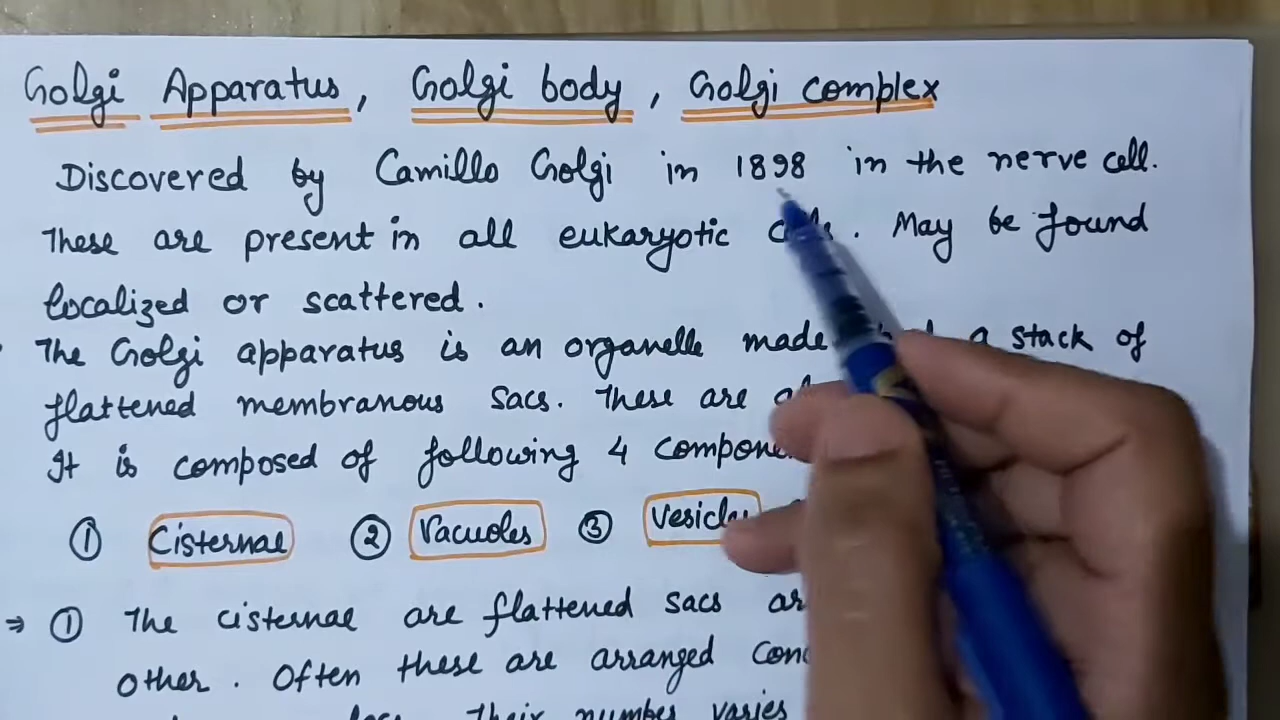 Golgi Apparatus, Golgi body, Golgi complex
Discovered by Camillo Golgi in 1898 in the nerve cell.
These are present in all eukaryotic . May be found
localized or scattered.
The Golgi apparatus is an organelle made a stack of
flattened membranous sacs. These are
It is composed of following 4
① Cisternae ② Vacuoles ③
⇒ ① The cisternae are flattened sacs
other. Often these are arranged
Their number varies